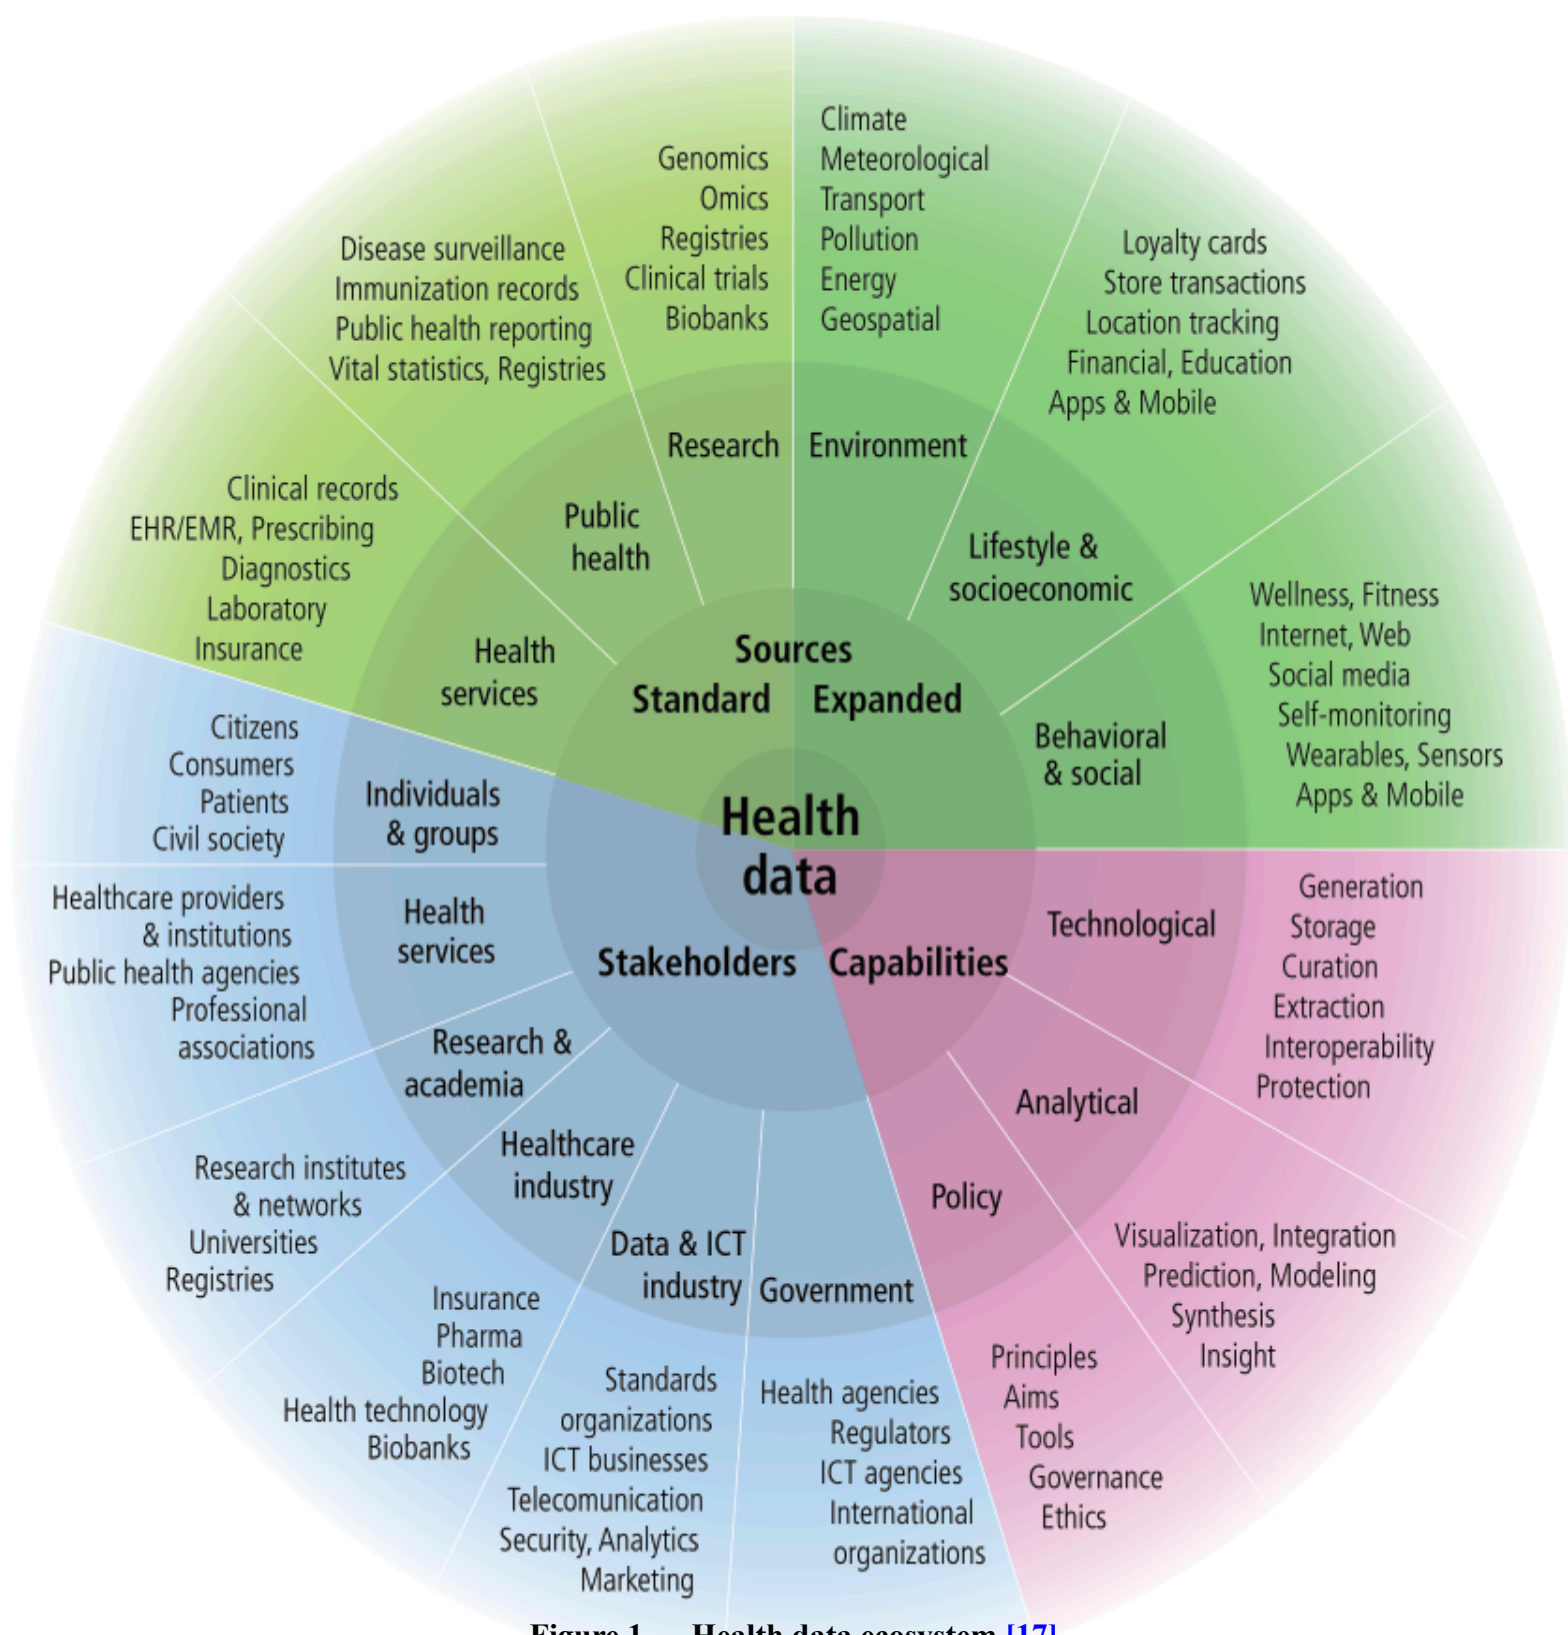 Climate
Meteorological
Transport
Pollution
Energy
Geospatial
Genomics
Omics
Registries
Clinical trials
Biobanks
Loyalty cards
Store transactions
Location tracking
Financial, Education
Apps & Mobile
Disease surveillance
Immunization records
Public health reporting
Vital statistics, Registries
Research
Environment
Clinical records
EHR/EMR, Prescribing
Diagnostics
Laboratory
Insurance
Public
health
Lifestyle &
socioeconomic
Wellness, Fitness
Internet, Web
Social media
Self-monitoring
Wearables, Sensors
Apps & Mobile
Health
services
Sources
Standard
Expanded
Behavioral
& social
Citizens
Consumers
Patients
Civil society
Individuals
& groups
Health
data
Healthcare providers
& institutions
Public health agencies
Professional
associations
Health
services
Stakeholders
Capabilities
Technological
Generation
Storage
Curation
Extraction
Interoperability
Protection
Research &
academia
Analytical
Healthcare
industry
Policy
Research institutes
& networks
Universities
Registries
Data & ICT
industry
Government
Visualization, Integration
Prediction, Modeling
Synthesis
Insight
Insurance
Pharma
Biotech
Health technology
Biobanks
Standards
organizations
ICT businesses
Telecomunication
Security, Analytics
Marketing
Health agencies
Regulators
ICT agencies
International
organizations
Principles
Aims
Tools
Governance
Ethics
Figure 1. Health data ecosystem [17]